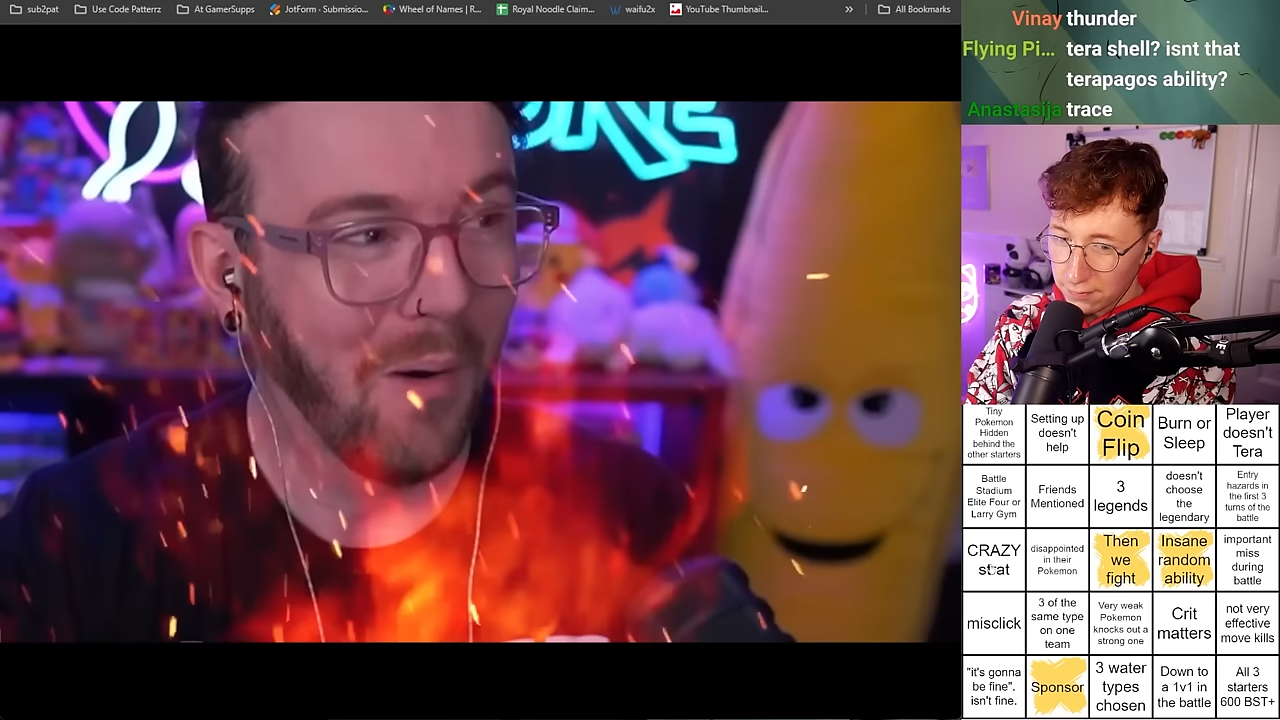 sub2pat
Use Code Patterrz
At GamerSupps
JotForm · Submissio...
Wheel of Names | R...
Royal Noodle Claim...
waifu2x
YouTube Thumbnail...
»
All Bookmarks
Vinay thunder
Flying Pi... tera shell? isnt that
terapagos ability?
Anastasija trace
Tiny
Pokemon
Hidden
behind the
other starters
Setting up
doesn't
help
Coin
Flip
Burn or
Sleep
Player
doesn't
Tera
Battle
Stadium
Elite Four or
Larry Gym
Friends
Mentioned
3
legends
doesn't
choose
the
legendary
Entry
hazards in
the first 3
turns of the
battle
CRAZY
stat
disappointed
in their
Pokemon
Then
we
fight
Insane
random
ability
important
miss
during
battle
misclick
3 of the
same type
on one
team
Very weak
Pokemon
knocks out a
strong one
Crit
matters
not very
effective
move kills
"it's gonna
be fine".
isn't fine.
Sponsor
3 water
types
chosen
Down to
a 1v1 in
the battle
All 3
starters
600 BST+